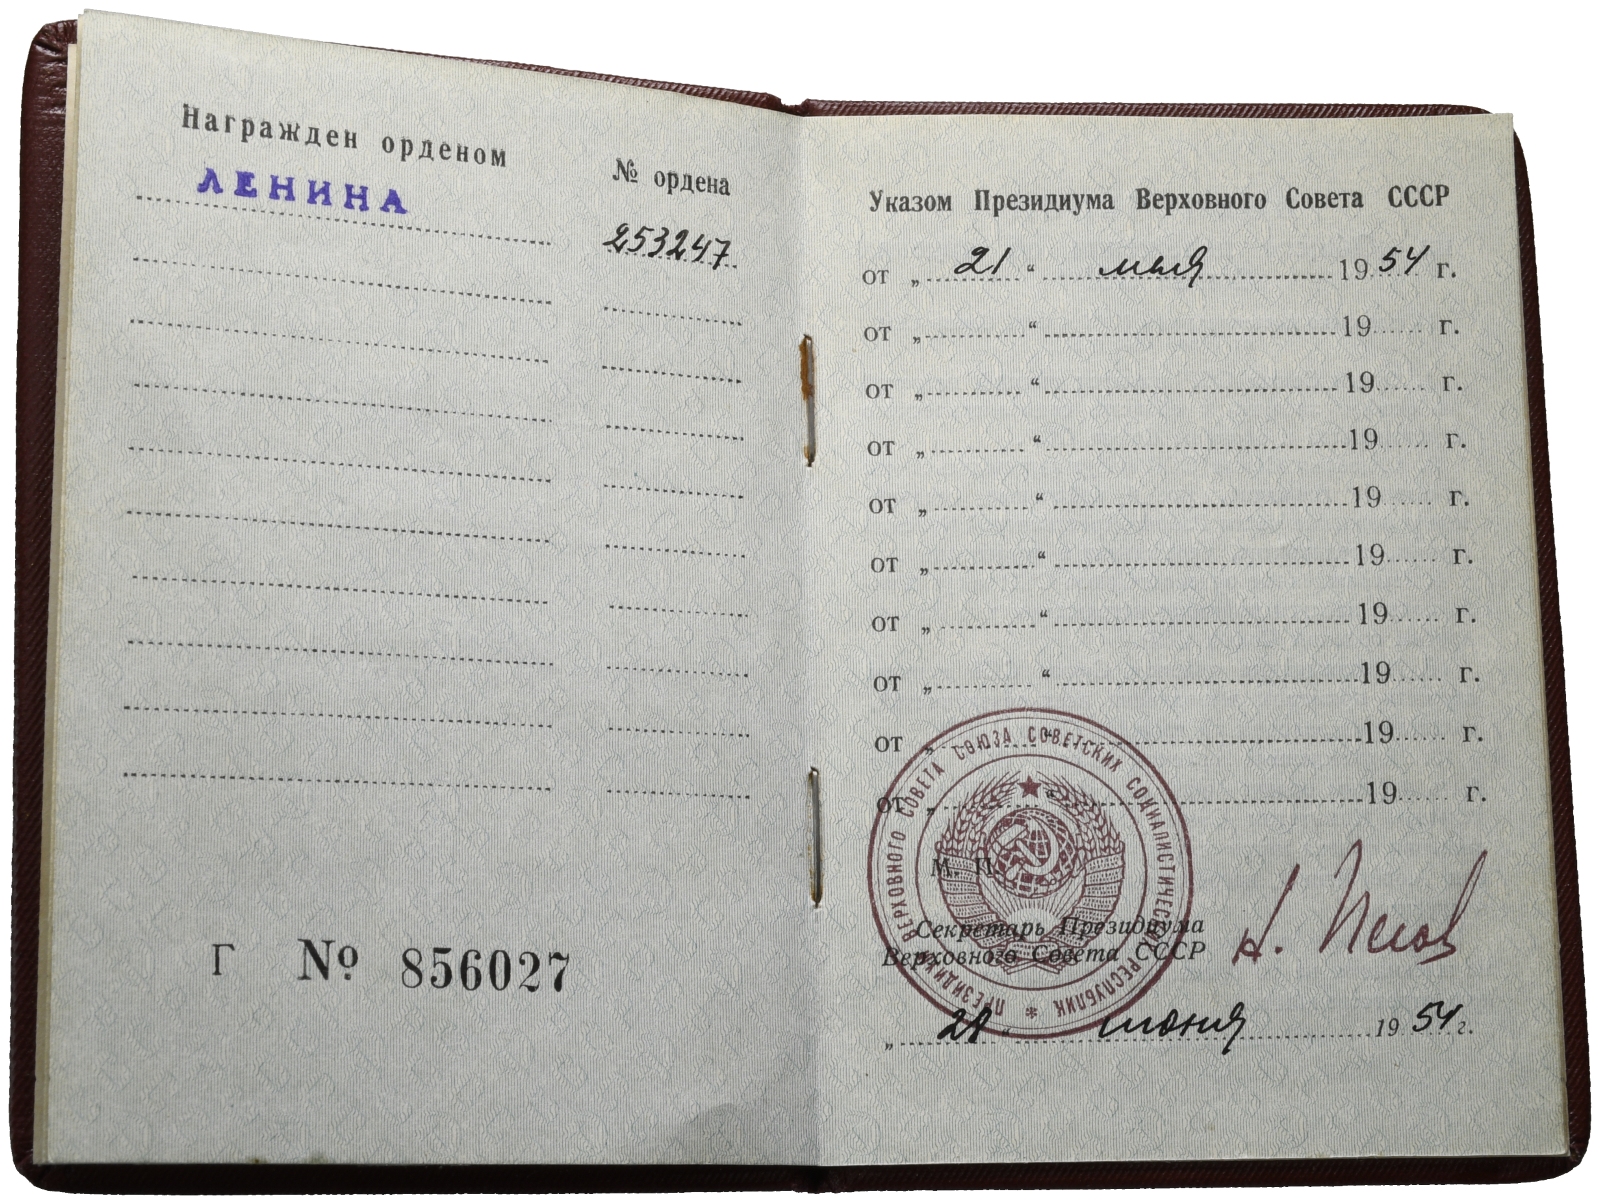 Награжден орденом
№ ордена
ЛЕНИНА
253247
Г № 856027
Указом Президиума Верховного Совета СССР
от „ 21 “ мая 1954 г.
от „ “ 19 г.
от „ “ 19 г.
от „ “ 19 г.
от „ “ 19 г.
от „ “ 19 г.
от „ “ 19 г.
от „ “ 19 г.
от „ “ 19 г.
от „ “ 19 г.
М. П.
ПРЕЗИДИУМ ВЕРХОВНОГО СОВЕТА СОЮЗА СОВЕТСКИХ СОЦИАЛИСТИЧЕСКИХ РЕСПУБЛИК *
Секретарь Президиума
Верховного Совета СССР
Н. Пегов
„ “ июня 1954 г.